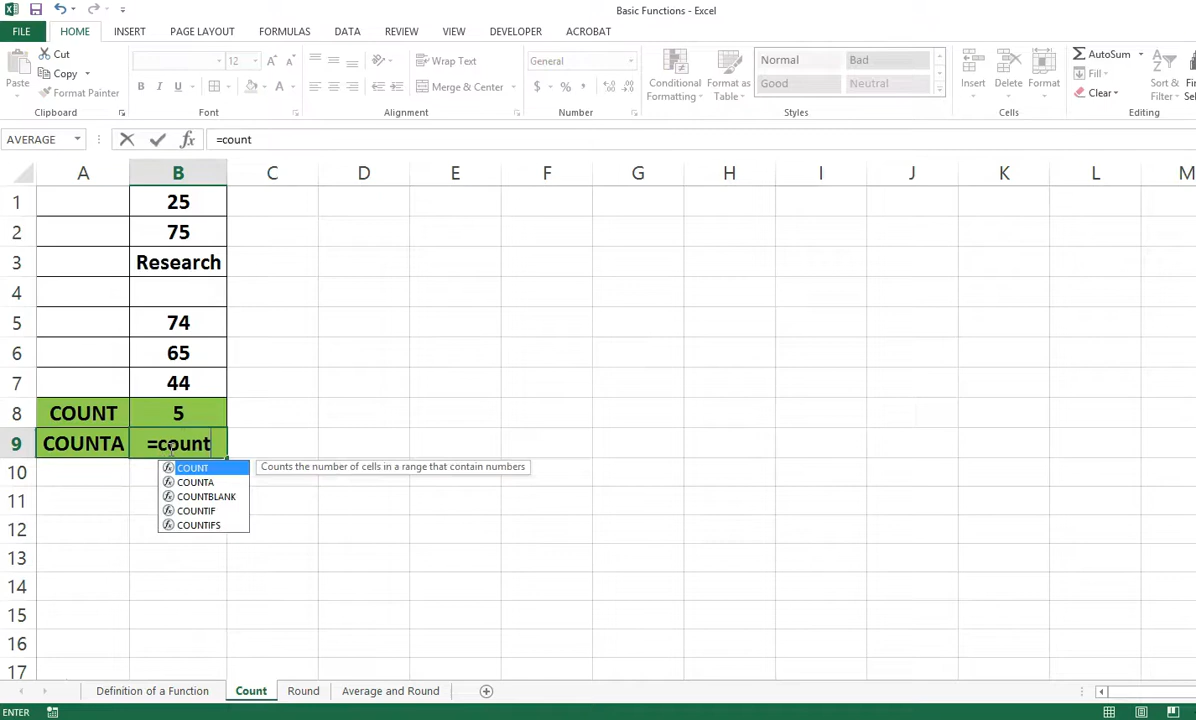 Basic Functions - Excel
FILE HOME INSERT PAGE LAYOUT FORMULAS DATA REVIEW VIEW DEVELOPER ACROBAT
Cut
Copy
Format Painter
Paste
Clipboard
12 A A
B I U A
Font
Wrap Text
Merge & Center
Alignment
General
$ % ,
Number
Conditional Formatting
Format as Table
Normal Bad
Good Neutral
Styles
Insert Delete Format
Cells
AutoSum
Fill
Clear
Sort
Filter
Editing
AVERAGE fx =count
A B C D E F G H I J K L M
1 25
2 75
3 Research
4
5 74
6 65
7 44
8 COUNT 5
9 COUNTA =count
10 COUNT Counts the number of cells in a range that contain numbers
COUNTA
11 COUNTBLANK
COUNTIF
12 COUNTIFS
13
14
15
16
17
Definition of a Function Count Round Average and Round
ENTER